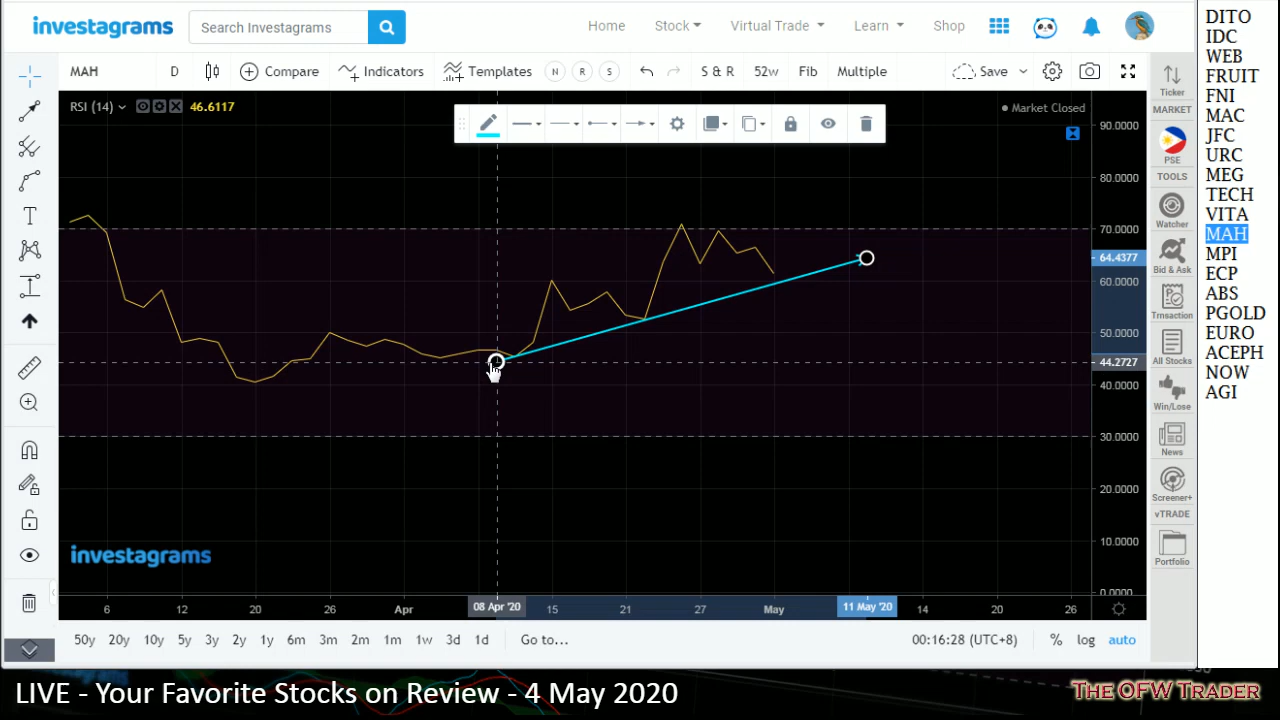 investagrams
Search Investagrams
Home
Stock
Virtual Trade
Learn
Shop
MAH
D
Compare
Indicators
Templates
N
R
S
S & R
52w
Fib
Multiple
Save
RSI (14)
46.6117
Market Closed
90.0000
80.0000
70.0000
64.4377
60.0000
50.0000
44.2727
40.0000
30.0000
20.0000
10.0000
0.0000
investagrams
6
12
20
26
Apr
08 Apr '20
15
21
27
May
11 May '20
14
20
26
50y
20y
10y
5y
3y
2y
1y
6m
3m
2m
1m
1w
3d
1d
Go to...
00:16:28 (UTC+8)
%
log
auto
Ticker
MARKET
PSE
TOOLS
Watcher
Bid & Ask
Trnsaction
All Stocks
Win/Lose
News
Screener+
vTRADE
Portfolio
DITO
IDC
WEB
FRUIT
FNI
MAC
JFC
URC
MEG
TECH
VITA
MAH
MPI
ECP
ABS
PGOLD
EURO
ACEPH
NOW
AGI
LIVE - Your Favorite Stocks on Review - 4 May 2020
The OFW Trader